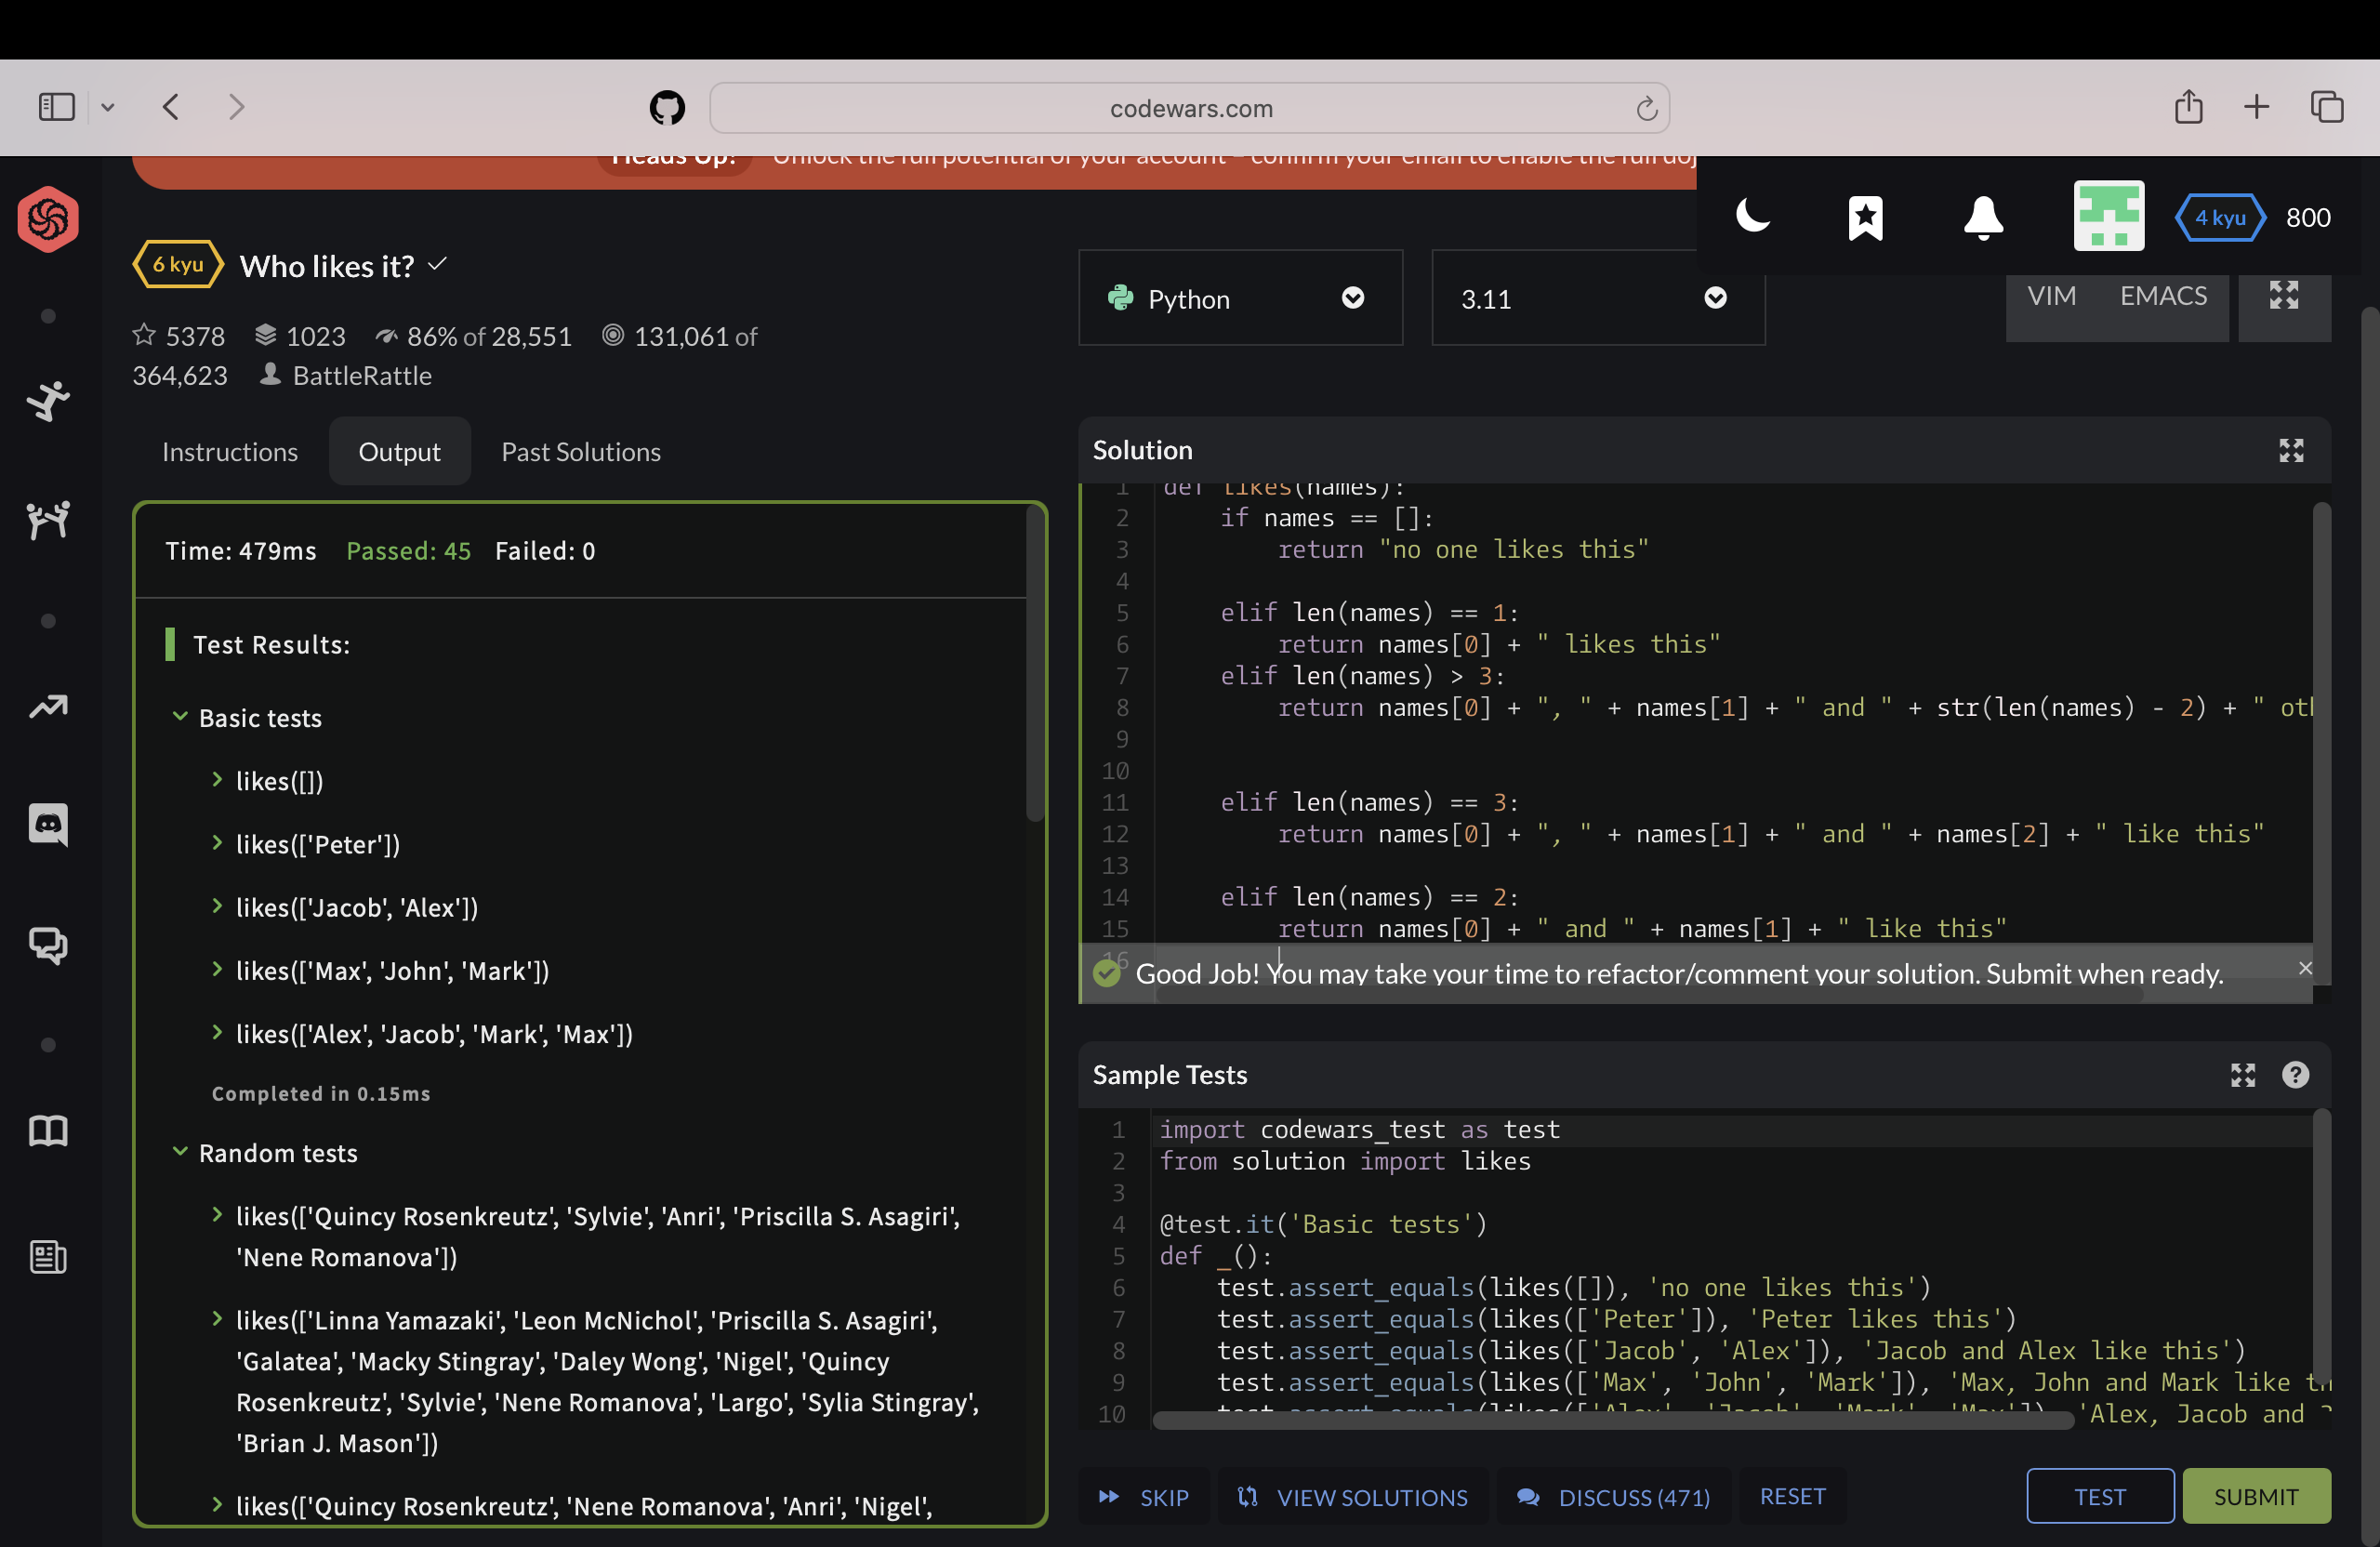 codewars.com
Heads Up! Unlock the full potential of your account – confirm your email to enable the full
4 kyu 800
6 kyu Who likes it?
5378 1023 86% of 28,551 131,061 of
364,623 BattleRattle
Python
3.11
VIM EMACS
Instructions Output Past Solutions
Time: 479ms Passed: 45 Failed: 0
Test Results:
Basic tests
likes([])
likes(['Peter'])
likes(['Jacob', 'Alex'])
likes(['Max', 'John', 'Mark'])
likes(['Alex', 'Jacob', 'Mark', 'Max'])
Completed in 0.15ms
Random tests
likes(['Quincy Rosenkreutz', 'Sylvie', 'Anri', 'Priscilla S. Asagiri',
'Nene Romanova'])
likes(['Linna Yamazaki', 'Leon McNichol', 'Priscilla S. Asagiri',
'Galatea', 'Macky Stingray', 'Daley Wong', 'Nigel', 'Quincy
Rosenkreutz', 'Sylvie', 'Nene Romanova', 'Largo', 'Sylia Stingray',
'Brian J. Mason'])
likes(['Quincy Rosenkreutz', 'Nene Romanova', 'Anri', 'Nigel',
Solution
1 def likes(names):
2 if names == []:
3 return "no one likes this"
4
5 elif len(names) == 1:
6 return names[0] + " likes this"
7 elif len(names) > 3:
8 return names[0] + ", " + names[1] + " and " + str(len(names) - 2) + "
9
10
11 elif len(names) == 3:
12 return names[0] + ", " + names[1] + " and " + names[2] + " like this"
13
14 elif len(names) == 2:
15 return names[0] + " and " + names[1] + " like this"
16
Good Job! You may take your time to refactor/comment your solution. Submit when ready.
Sample Tests
1 import codewars_test as test
2 from solution import likes
3
4 @test.it('Basic tests')
5 def _():
6 test.assert_equals(likes([]), 'no one likes this')
7 test.assert_equals(likes(['Peter']), 'Peter likes this')
8 test.assert_equals(likes(['Jacob', 'Alex']), 'Jacob and Alex like this')
9 test.assert_equals(likes(['Max', 'John', 'Mark']), 'Max, John and Mark like
10 test.assert_equals(likes(['Alex', 'Jacob', 'Mark', 'Max']), 'Alex, Jacob and
SKIP VIEW SOLUTIONS DISCUSS (471) RESET TEST SUBMIT